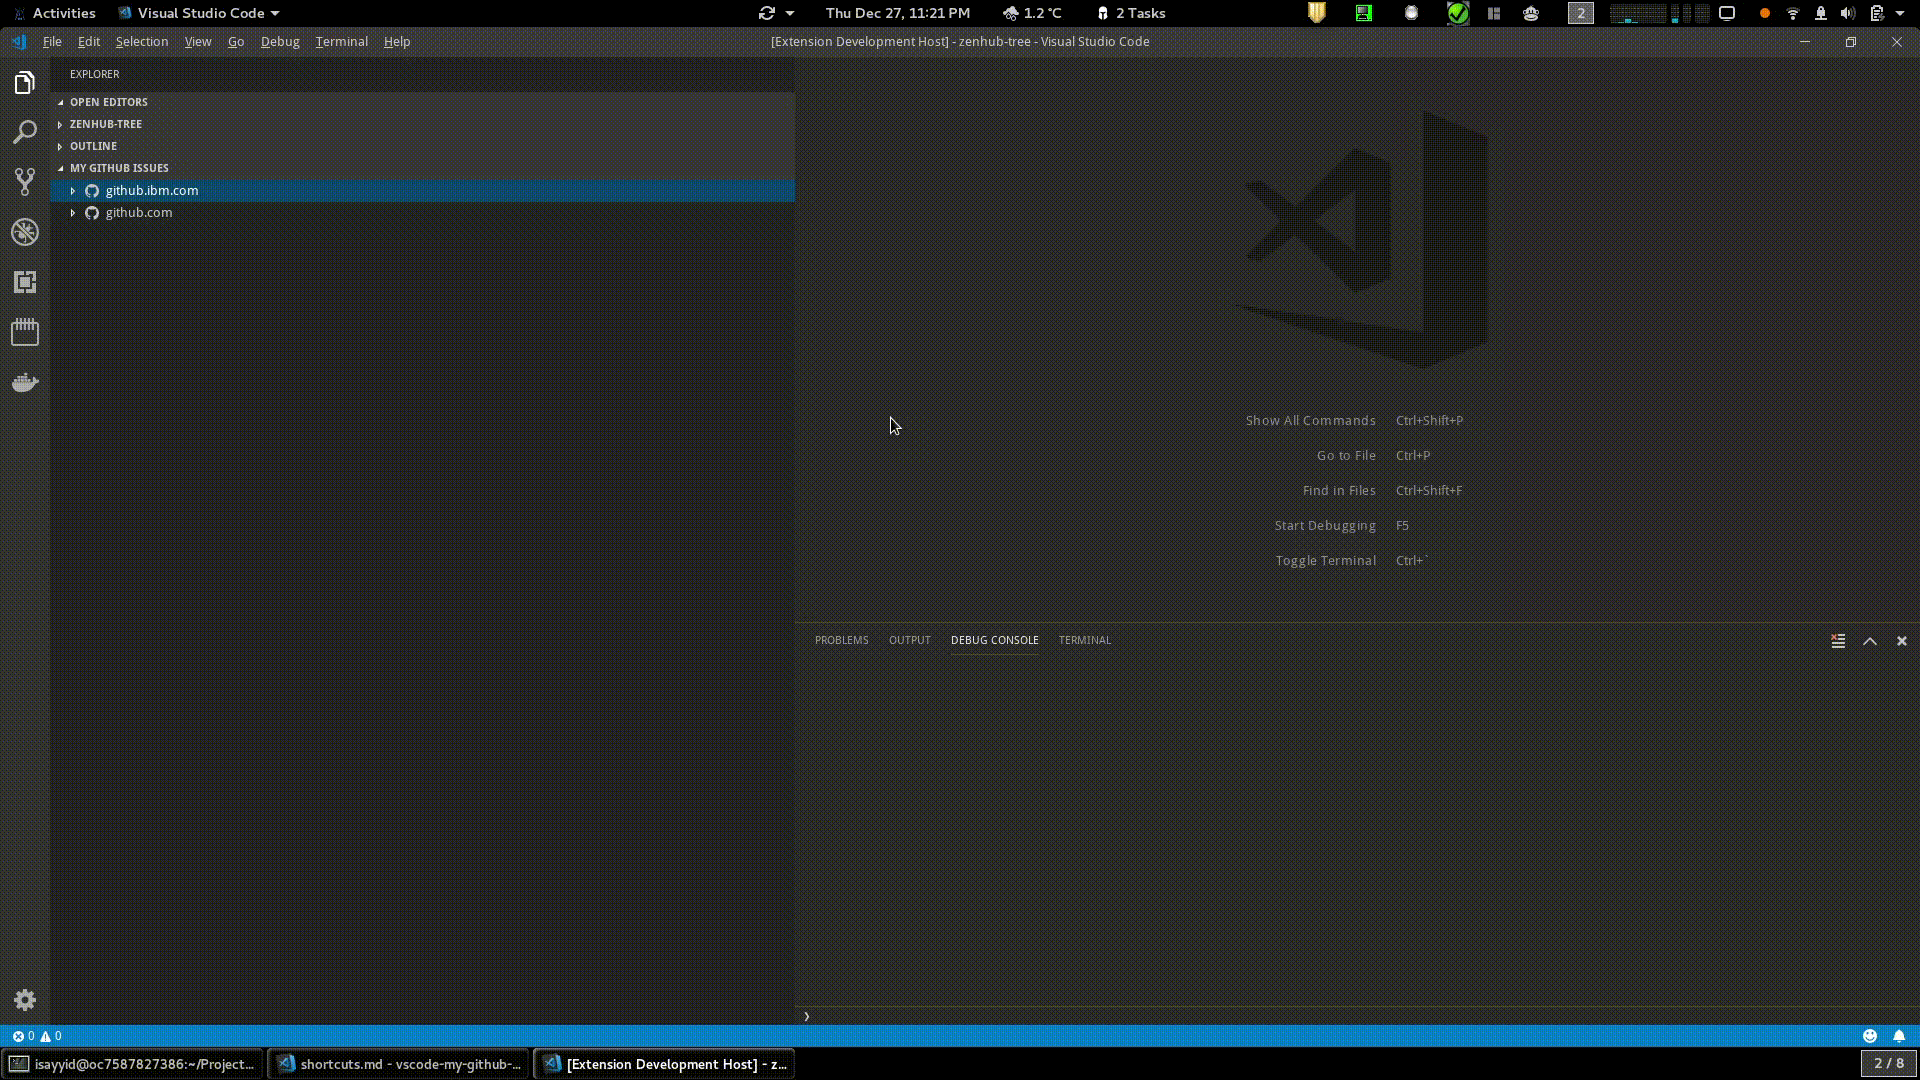 Activities Visual Studio Code Thu Dec 27, 11:21 PM 1.2 °C 2 Tasks 2
File Edit Selection View Go Debug Terminal Help [Extension Development Host] - zenhub-tree - Visual Studio Code
EXPLORER
OPEN EDITORS
ZENHUB-TREE
OUTLINE
MY GITHUB ISSUES
github.ibm.com
github.com
Show All Commands Ctrl+Shift+P
Go to File Ctrl+P
Find in Files Ctrl+Shift+F
Start Debugging F5
Toggle Terminal Ctrl+`
PROBLEMS OUTPUT DEBUG CONSOLE TERMINAL
❯
0 0
isayyid@oc7587827386:~/Project... shortcuts.md - vscode-my-github-... [Extension Development Host] - z... 2 / 8